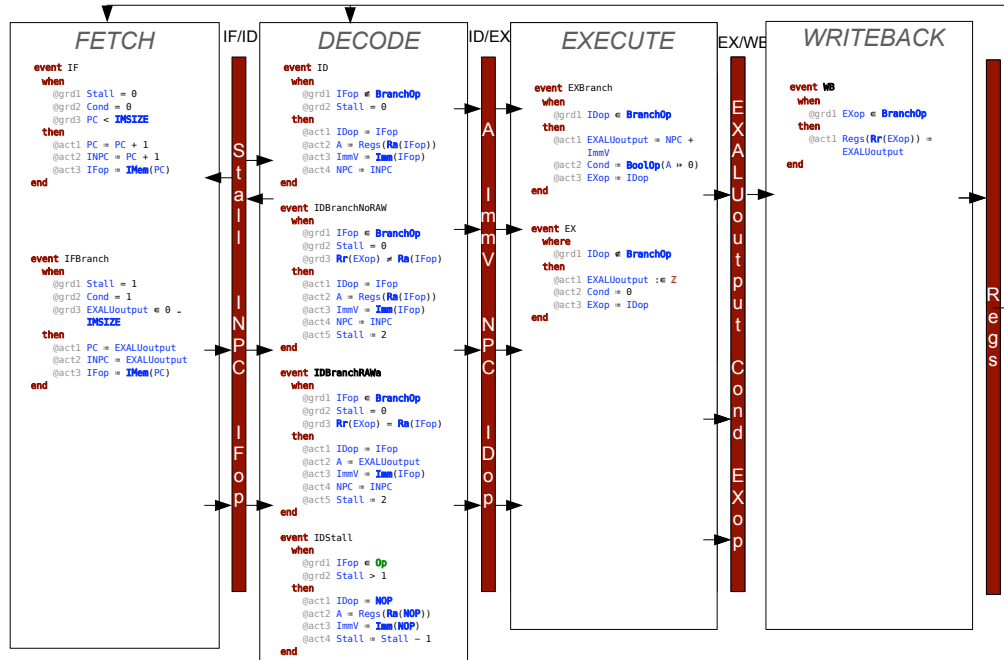 FETCH
event IF
when
@grd1 Stall = 0
@grd2 Cond = 0
@grd3 PC < IMSIZE
then
@act1 PC ≔ PC + 1
@act2 INPC ≔ PC + 1
@act3 IFop ≔ IMem(PC)
end
event IFBranch
when
@grd1 Stall = 1
@grd2 Cond = 1
@grd3 EXALUoutput ∈ 0 ‥
IMSIZE
then
@act1 PC ≔ EXALUoutput
@act2 INPC ≔ EXALUoutput
@act3 IFop ≔ IMem(PC)
end
IF/ID
Stall INPC IFop
DECODE
event ID
when
@grd1 IFop ∉ BranchOp
@grd2 Stall = 0
then
@act1 IDop ≔ IFop
@act2 A ≔ Regs(Ra(IFop))
@act3 ImmV ≔ Imm(IFop)
@act4 NPC ≔ INPC
end
event IDBranchNoRAW
when
@grd1 IFop ∈ BranchOp
@grd2 Stall = 0
@grd3 Rr(EXop) ≠ Ra(IFop)
then
@act1 IDop ≔ IFop
@act2 A ≔ Regs(Ra(IFop))
@act3 ImmV ≔ Imm(IFop)
@act4 NPC ≔ INPC
@act5 Stall ≔ 2
end
event IDBranchRAWa
when
@grd1 IFop ∈ BranchOp
@grd2 Stall = 0
@grd3 Rr(EXop) = Ra(IFop)
then
@act1 IDop ≔ IFop
@act2 A ≔ EXALUoutput
@act3 ImmV ≔ Imm(IFop)
@act4 NPC ≔ INPC
@act5 Stall ≔ 2
end
event IDStall
when
@grd1 IFop ∈ Op
@grd2 Stall > 1
then
@act1 IDop ≔ NOP
@act2 A ≔ Regs(Ra(NOP))
@act3 ImmV ≔ Imm(NOP)
@act4 Stall ≔ Stall − 1
end
ID/EX
A ImmV NPC IDop
EXECUTE
event EXBranch
when
@grd1 IDop ∈ BranchOp
then
@act1 EXALUoutput ≔ NPC +
ImmV
@act2 Cond ≔ BoolOp(A ↦ 0)
@act3 EXop ≔ IDop
end
event EX
where
@grd1 IDop ∉ BranchOp
then
@act1 EXALUoutput :∈ ℤ
@act2 Cond ≔ 0
@act3 EXop ≔ IDop
end
EX/WB
EXALUoutput Cond EXop
WRITEBACK
event WB
when
@grd1 EXop ∈ BranchOp
then
@act1 Regs(Rr(EXop)) ≔
EXALUoutput
end
Regs